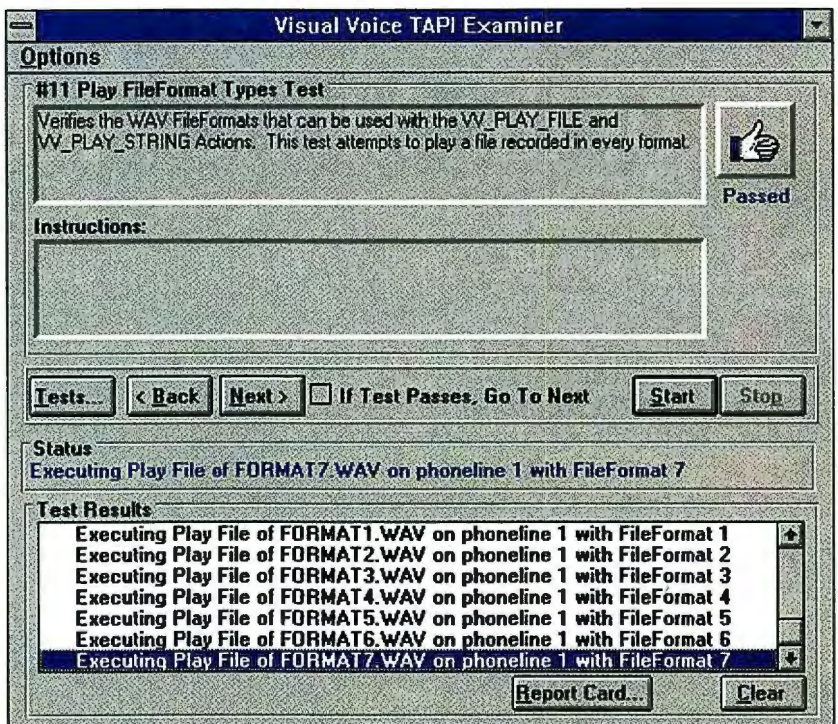 Visual Voice TAPI Examiner
Options
#11 Play FileFormat Types Test
Verifies the WAV FileFormats that can be used with the VV_PLAY_FILE and
VV_PLAY_STRING Actions. This test attempts to play a file recorded in every format.
Passed
Instructions:
Tests... < Back Next > If Test Passes, Go To Next Start Stop
Status
Executing Play File of FORMAT7.WAV on phoneline 1 with FileFormat 7
Test Results
Executing Play File of FORMAT1.WAV on phoneline 1 with FileFormat 1
Executing Play File of FORMAT2.WAV on phoneline 1 with FileFormat 2
Executing Play File of FORMAT3.WAV on phoneline 1 with FileFormat 3
Executing Play File of FORMAT4.WAV on phoneline 1 with FileFormat 4
Executing Play File of FORMAT5.WAV on phoneline 1 with FileFormat 5
Executing Play File of FORMAT6.WAV on phoneline 1 with FileFormat 6
Executing Play File of FORMAT7.WAV on phoneline 1 with FileFormat 7
Report Card... Clear